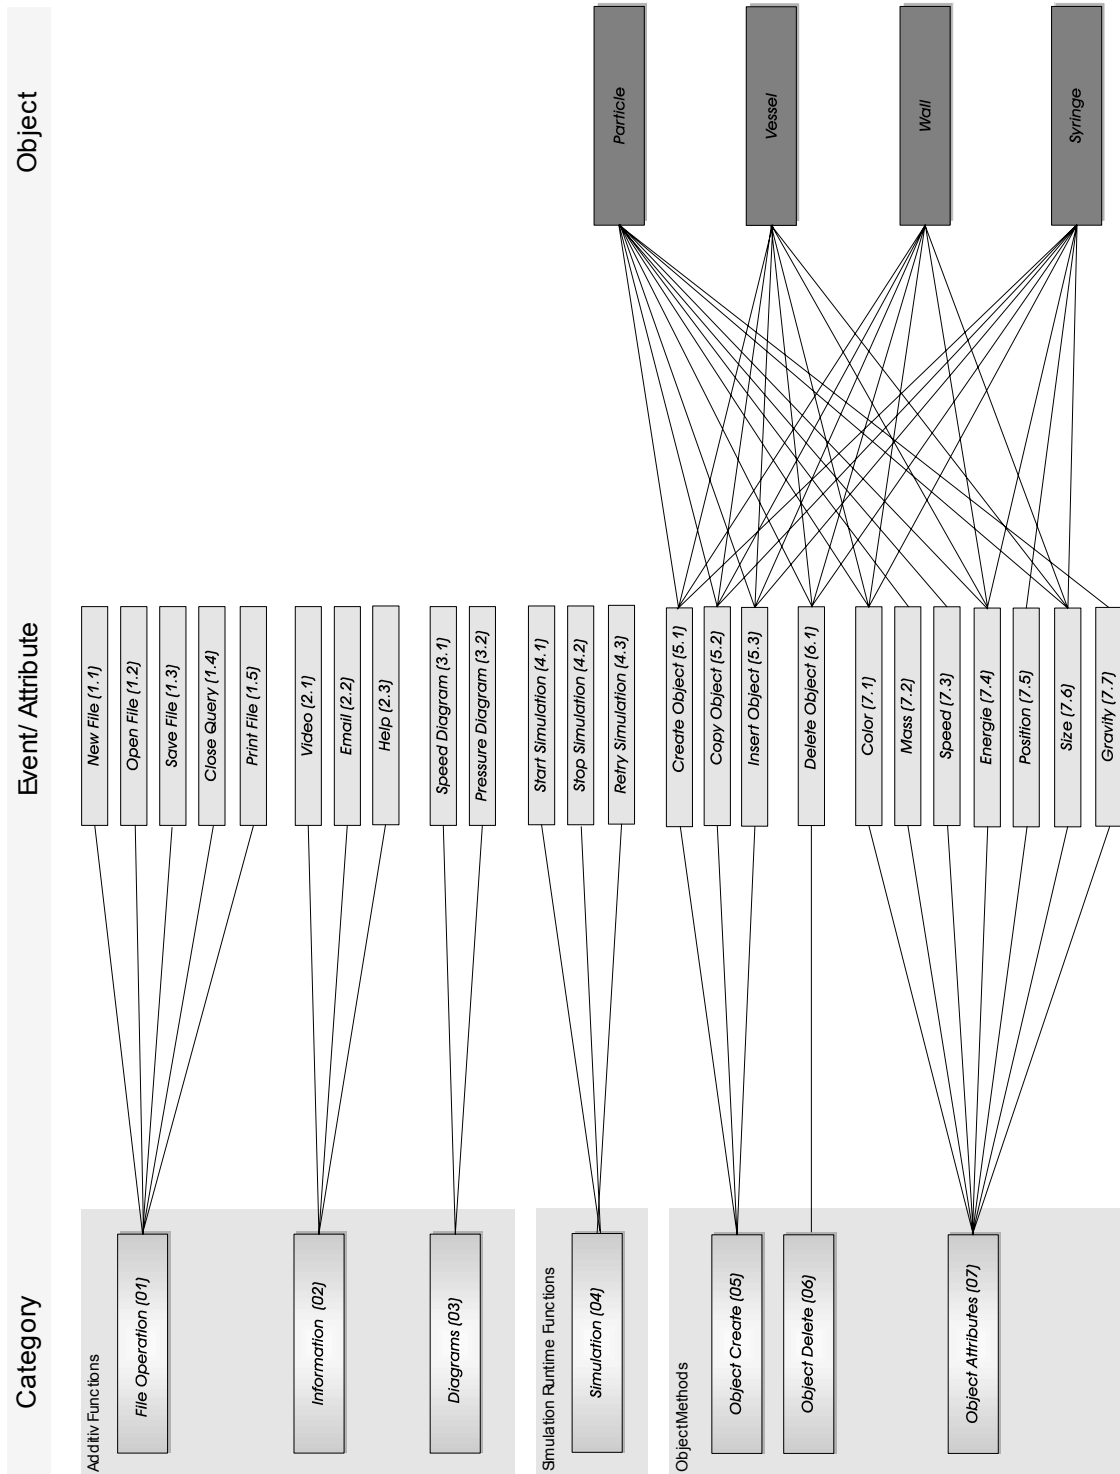 Category
Event/ Attribute
Object
Additiv Functions
File Operation (01)
Information (02)
Diagrams (03)
Simulation Runtime Functions
Simulation (04)
ObjectMethods
Object Create (05)
Object Delete (06)
Object Attributes (07)
New File (1.1)
Open File (1.2)
Save File (1.3)
Close Query (1.4)
Print File (1.5)
Video (2.1)
Email (2.2)
Help (2.3)
Speed Diagram (3.1)
Pressure Diagram (3.2)
Start Simulation (4.1)
Stop Simulation (4.2)
Retry Simulation (4.3)
Create Object (5.1)
Copy Object (5.2)
Insert Object (5.3)
Delete Object (6.1)
Color (7.1)
Mass (7.2)
Speed (7.3)
Energie (7.4)
Position (7.5)
Size (7.6)
Gravity (7.7)
Particle
Vessel
Wall
Syringe